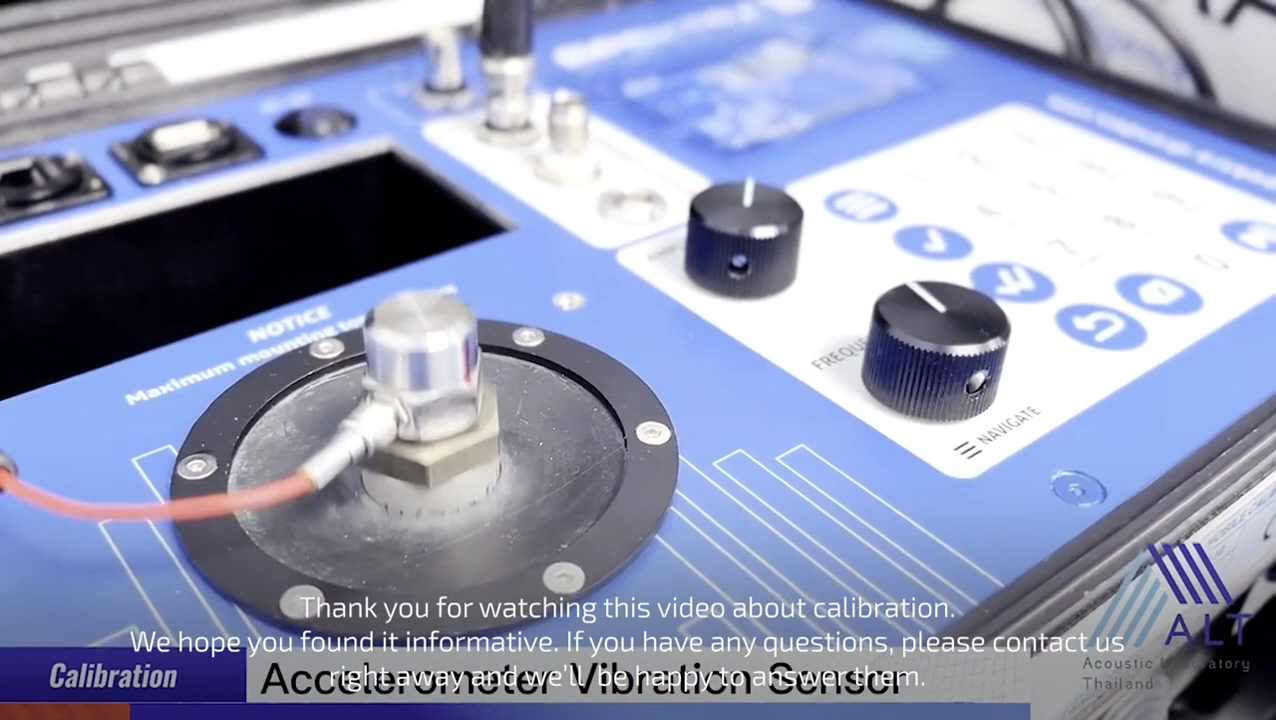 NOTICE
Maximum mounting
FREQUE
NAVIGATE
Thank you for watching this video about calibration.
We hope you found it informative. If you have any questions, please contact us
right away and we'll be happy to answer them.
Calibration
Accelerometer Vibration Sensor
ALT
Acoustic Laboratory
Thailand